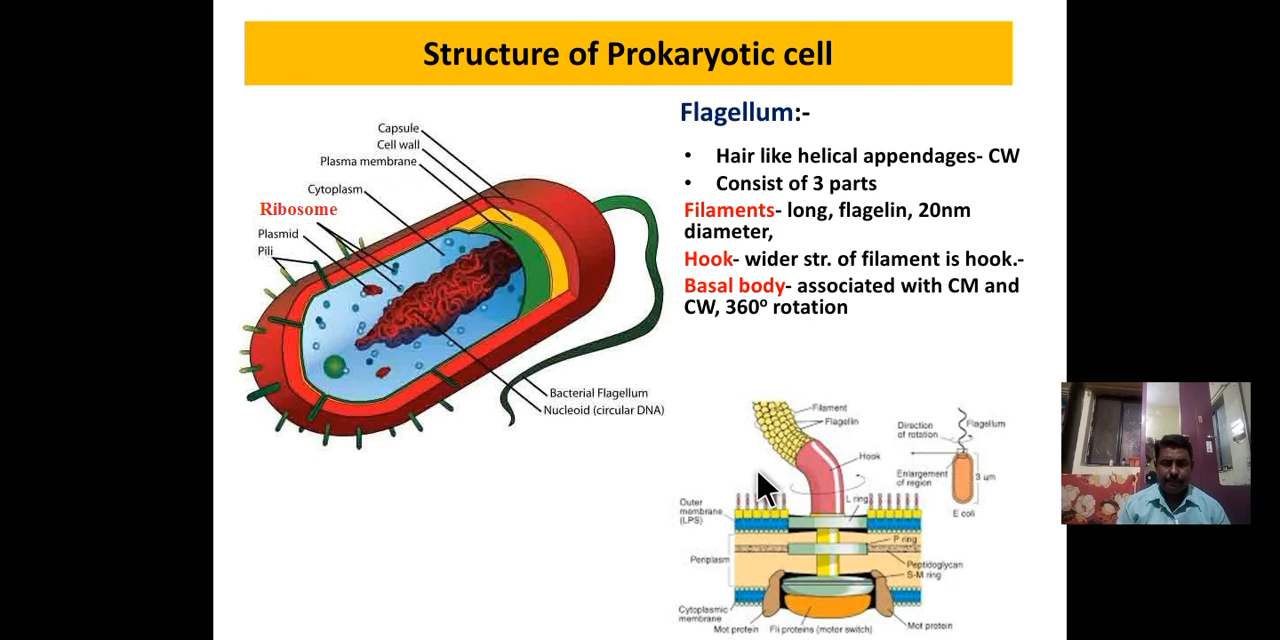 Structure of Prokaryotic cell
Flagellum:-
• Hair like helical appendages- CW
• Consist of 3 parts
Filaments- long, flagelin, 20nm
diameter,
Hook- wider str. of filament is hook.-
Basal body- associated with CM and
CW, 360° rotation
Capsule
Cell wall
Plasma membrane
Cytoplasm
Ribosome
Plasmid
Pili
Bacterial Flagellum
Nucleoid (circular DNA)
Filament
Flagellin
Hook
L ring
Outer
membrane
(LPS)
P ring
Periplasm
Peptidoglycan
S-M ring
Cytoplasmic
membrane
Mot protein
Fli proteins (motor switch)
Mot protein
Direction
of rotation
Flagellum
Enlargement
of region
3 µm
E coli